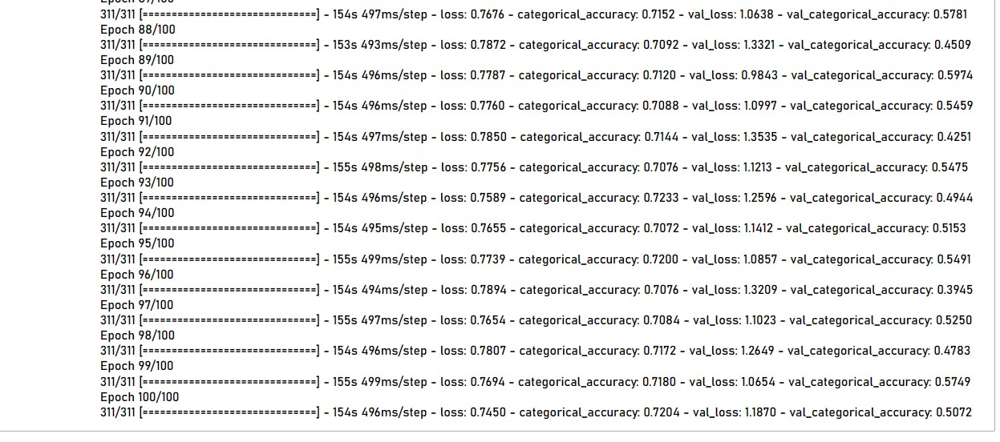 Epoch 87/100
311/311 [==============================] - 154s 497ms/step - loss: 0.7676 - categorical_accuracy: 0.7152 - val_loss: 1.0638 - val_categorical_accuracy: 0.5781
Epoch 88/100
311/311 [==============================] - 153s 493ms/step - loss: 0.7872 - categorical_accuracy: 0.7092 - val_loss: 1.3321 - val_categorical_accuracy: 0.4509
Epoch 89/100
311/311 [==============================] - 154s 496ms/step - loss: 0.7787 - categorical_accuracy: 0.7120 - val_loss: 0.9843 - val_categorical_accuracy: 0.5974
Epoch 90/100
311/311 [==============================] - 154s 496ms/step - loss: 0.7760 - categorical_accuracy: 0.7088 - val_loss: 1.0997 - val_categorical_accuracy: 0.5459
Epoch 91/100
311/311 [==============================] - 154s 497ms/step - loss: 0.7850 - categorical_accuracy: 0.7144 - val_loss: 1.3535 - val_categorical_accuracy: 0.4251
Epoch 92/100
311/311 [==============================] - 155s 498ms/step - loss: 0.7756 - categorical_accuracy: 0.7076 - val_loss: 1.1213 - val_categorical_accuracy: 0.5475
Epoch 93/100
311/311 [==============================] - 154s 496ms/step - loss: 0.7589 - categorical_accuracy: 0.7233 - val_loss: 1.2596 - val_categorical_accuracy: 0.4944
Epoch 94/100
311/311 [==============================] - 154s 495ms/step - loss: 0.7655 - categorical_accuracy: 0.7072 - val_loss: 1.1412 - val_categorical_accuracy: 0.5153
Epoch 95/100
311/311 [==============================] - 155s 499ms/step - loss: 0.7739 - categorical_accuracy: 0.7200 - val_loss: 1.0857 - val_categorical_accuracy: 0.5491
Epoch 96/100
311/311 [==============================] - 154s 494ms/step - loss: 0.7894 - categorical_accuracy: 0.7076 - val_loss: 1.3209 - val_categorical_accuracy: 0.3945
Epoch 97/100
311/311 [==============================] - 155s 497ms/step - loss: 0.7654 - categorical_accuracy: 0.7084 - val_loss: 1.1023 - val_categorical_accuracy: 0.5250
Epoch 98/100
311/311 [==============================] - 154s 496ms/step - loss: 0.7807 - categorical_accuracy: 0.7172 - val_loss: 1.2649 - val_categorical_accuracy: 0.4783
Epoch 99/100
311/311 [==============================] - 155s 499ms/step - loss: 0.7694 - categorical_accuracy: 0.7180 - val_loss: 1.0654 - val_categorical_accuracy: 0.5749
Epoch 100/100
311/311 [==============================] - 154s 496ms/step - loss: 0.7450 - categorical_accuracy: 0.7204 - val_loss: 1.1870 - val_categorical_accuracy: 0.5072